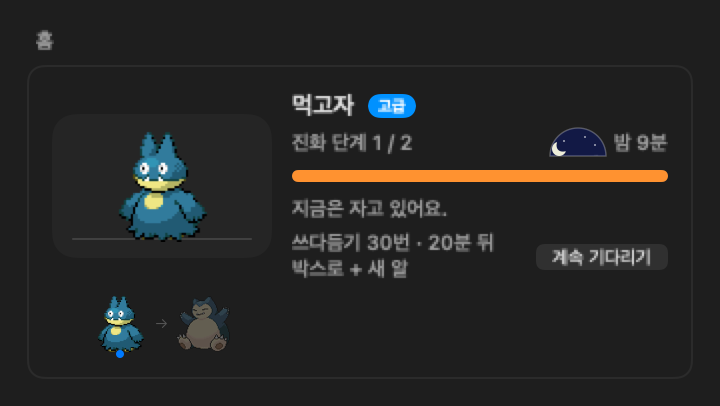 홈
먹고자 고급
진화 단계 1 / 2
밤 9분
지금은 자고 있어요.
쓰다듬기 30번 · 20분 뒤
박스로 + 새 알
계속 기다리기
→